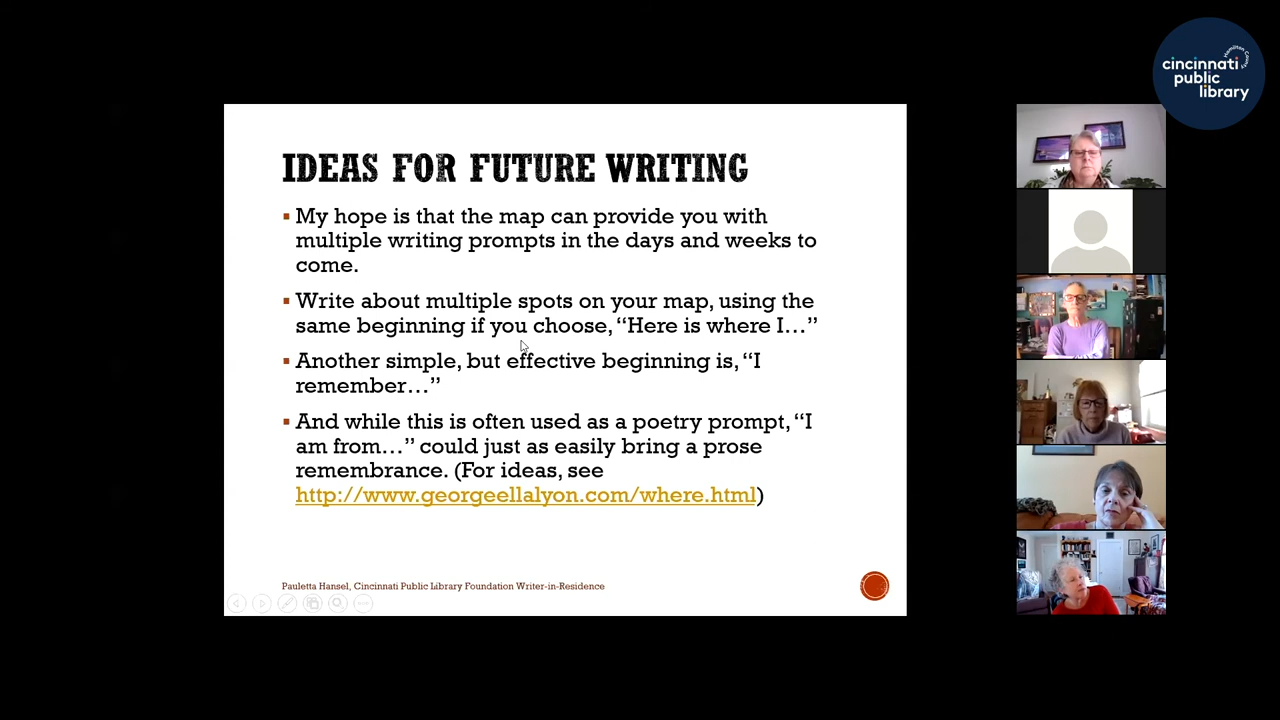 Hamilton County
cincinnati
public
library
IDEAS FOR FUTURE WRITING
▪ My hope is that the map can provide you with
multiple writing prompts in the days and weeks to
come.
▪ Write about multiple spots on your map, using the
same beginning if you choose, “Here is where I…”
▪ Another simple, but effective beginning is, “I
remember…”
▪ And while this is often used as a poetry prompt, “I
am from…” could just as easily bring a prose
remembrance. (For ideas, see
http://www.georgeellalyon.com/where.html)
Pauletta Hansel, Cincinnati Public Library Foundation Writer-in-Residence